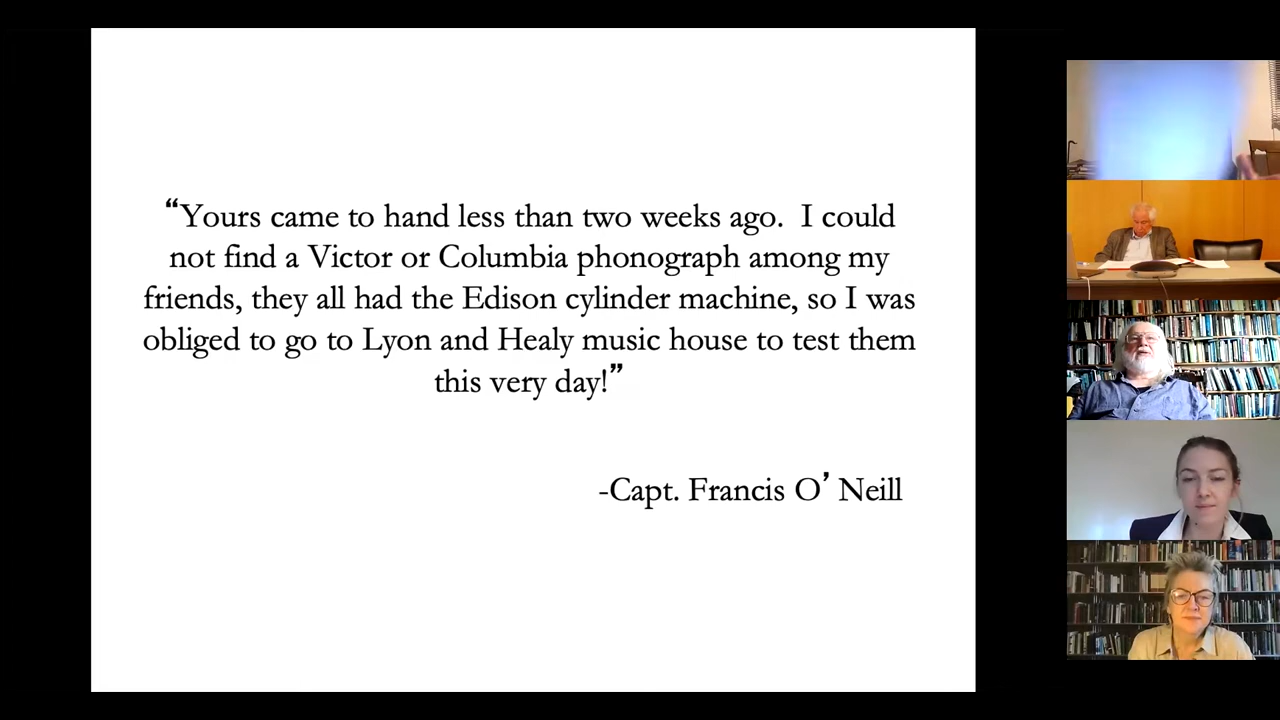 “Yours came to hand less than two weeks ago.  I could
not find a Victor or Columbia phonograph among my
friends, they all had the Edison cylinder machine, so I was
obliged to go to Lyon and Healy music house to test them
this very day!”
-Capt. Francis O’ Neill